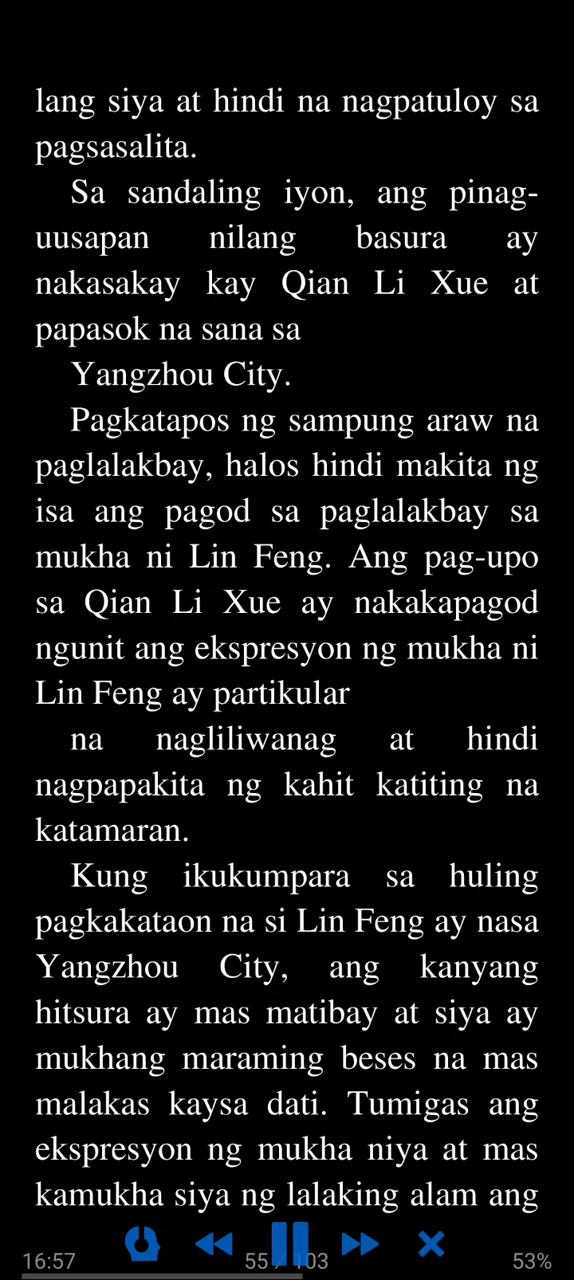 lang siya at hindi na nagpatuloy sa
pagsasalita.
Sa sandaling iyon, ang pinag-
uusapan nilang basura ay
nakasakay kay Qian Li Xue at
papasok na sana sa
Yangzhou City.
Pagkatapos ng sampung araw na
paglalakbay, halos hindi makita ng
isa ang pagod sa paglalakbay sa
mukha ni Lin Feng. Ang pag-upo
sa Qian Li Xue ay nakakapagod
ngunit ang ekspresyon ng mukha ni
Lin Feng ay partikular
na nagliliwanag at hindi
nagpapakita ng kahit katiting na
katamaran.
Kung ikukumpara sa huling
pagkakataon na si Lin Feng ay nasa
Yangzhou City, ang kanyang
hitsura ay mas matibay at siya ay
mukhang maraming beses na mas
malakas kaysa dati. Tumigas ang
ekspresyon ng mukha niya at mas
kamukha siya ng lalaking alam ang
16:57 55 / 103 53%